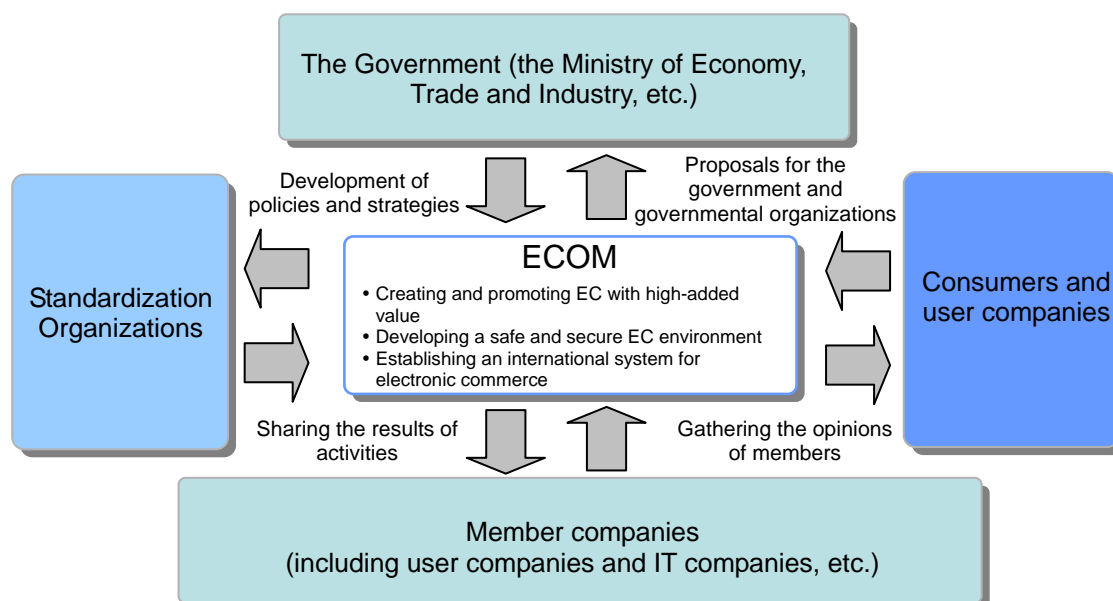 The Government (the Ministry of Economy,
Trade and Industry, etc.)
Development of
policies and strategies
Proposals for the
government and
governmental organizations
Standardization
Organizations
ECOM
• Creating and promoting EC with high-added
value
• Developing a safe and secure EC environment
• Establishing an international system for
electronic commerce
Consumers and
user companies
Sharing the results of
activities
Gathering the opinions
of members
Member companies
(including user companies and IT companies, etc.)